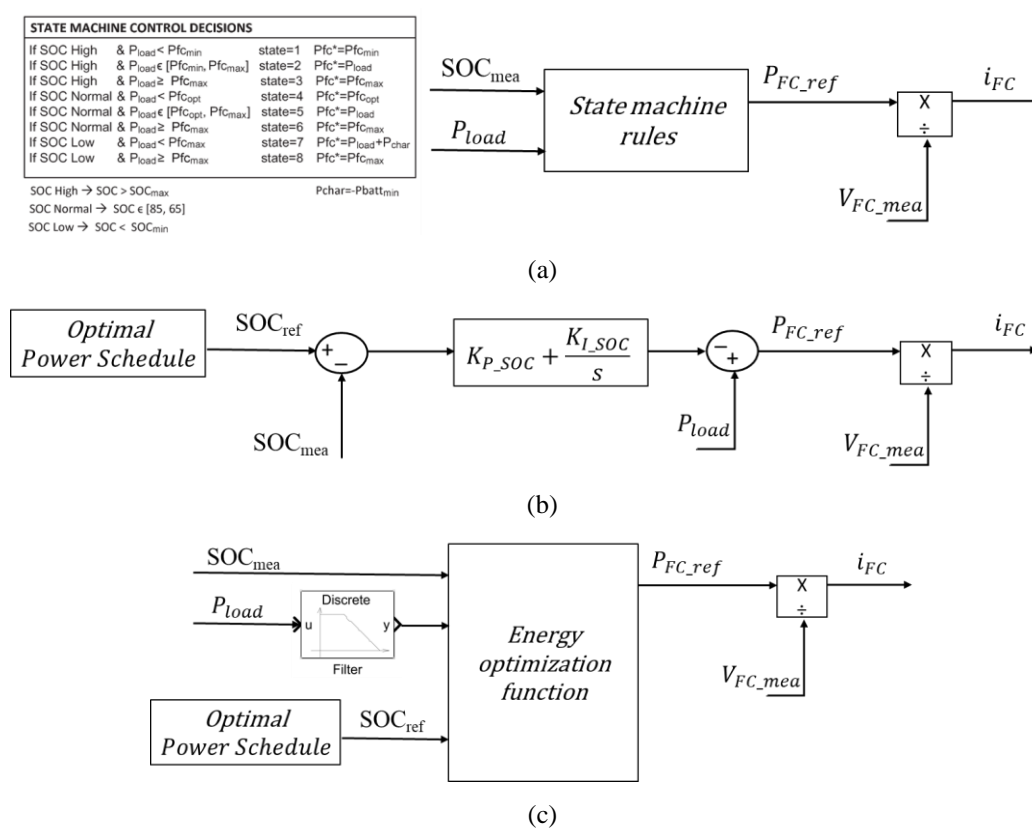 STATE MACHINE CONTROL DECISIONS
If SOC High & Pload < Pfcmin state=1 Pfc*=Pfcmin
If SOC High & Pload ϵ [Pfcmin, Pfcmax] state=2 Pfc*=Pload
If SOC High & Pload ≥ Pfcmax state=3 Pfc*=Pfcmax
If SOC Normal & Pload < Pfcopt state=4 Pfc*=Pfcopt
If SOC Normal & Pload ϵ [Pfcopt, Pfcmax] state=5 Pfc*=Pload
If SOC Normal & Pload ≥ Pfcmax state=6 Pfc*=Pfcmax
If SOC Low & Pload < Pfcmax state=7 Pfc*=Pload+Pchar
If SOC Low & Pload ≥ Pfcmax state=8 Pfc*=Pfcmax
SOC High → SOC > SOCmax Pchar=-Pbattmin
SOC Normal → SOC ϵ [85, 65]
SOC Low → SOC < SOCmin
SOCmea
Pload
State machine
rules
PFC_ref
X
÷
iFC
VFC_mea
(a)
Optimal
Power Schedule
SOCref
+
−
SOCmea
KP_SOC + KI_SOC/s
−
+
Pload
PFC_ref
X
÷
iFC
VFC_mea
(b)
SOCmea
Pload
Discrete
u y
Filter
Optimal
Power Schedule
SOCref
Energy
optimization
function
PFC_ref
X
÷
iFC
VFC_mea
(c)